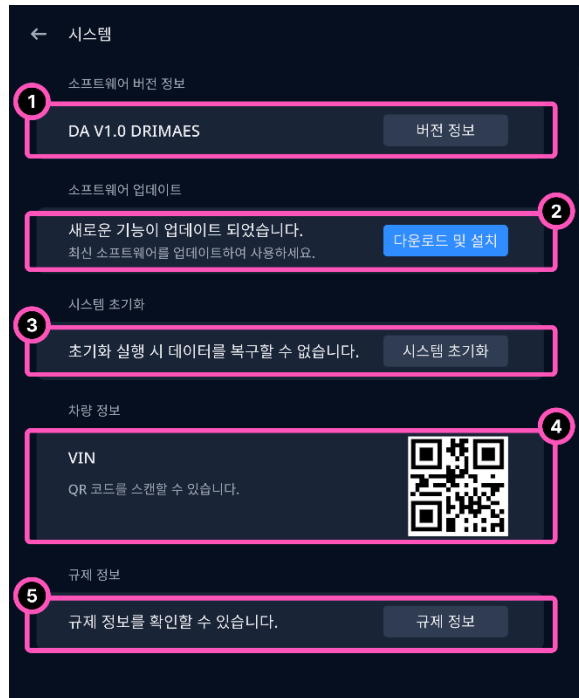 ← 시스템
소프트웨어 버전 정보
1
DA V1.0 DRIMAES 버전 정보
소프트웨어 업데이트
2
새로운 기능이 업데이트 되었습니다.
최신 소프트웨어를 업데이트하여 사용하세요.
다운로드 및 설치
시스템 초기화
3
초기화 실행 시 데이터를 복구할 수 없습니다. 시스템 초기화
차량 정보
4
VIN
QR 코드를 스캔할 수 있습니다.
규제 정보
5
규제 정보를 확인할 수 있습니다. 규제 정보